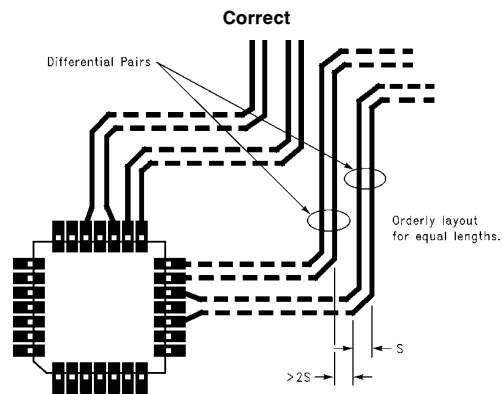 Correct
Differential Pairs
Orderly layout
for equal lengths.
S
>2S